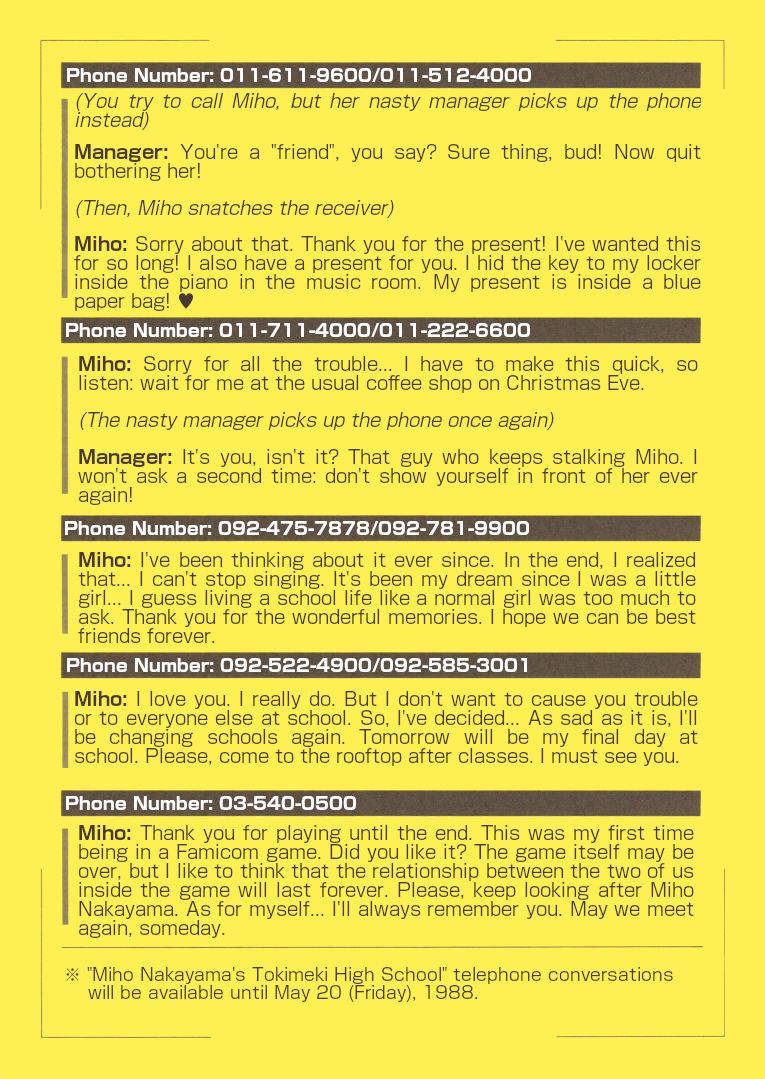 Phone Number: 011-611-9600/011-512-4000
(You try to call Miho, but her nasty manager picks up the phone
instead)
Manager: You're a "friend", you say? Sure thing, bud! Now quit
bothering her!
(Then, Miho snatches the receiver)
Miho: Sorry about that. Thank you for the present! I've wanted this
for so long! I also have a present for you. I hid the key to my locker
inside the piano in the music room. My present is inside a blue
paper bag! ♥
Phone Number: 011-711-4000/011-222-6600
Miho: Sorry for all the trouble... I have to make this quick, so
listen: wait for me at the usual coffee shop on Christmas Eve.
(The nasty manager picks up the phone once again)
Manager: It's you, isn't it? That guy who keeps stalking Miho. I
won't ask a second time: don't show yourself in front of her ever
again!
Phone Number: 092-475-7878/092-781-9900
Miho: I've been thinking about it ever since. In the end, I realized
that... I can't stop singing. It's been my dream since I was a little
girl... I guess living a school life like a normal girl was too much to
ask. Thank you for the wonderful memories. I hope we can be best
friends forever.
Phone Number: 092-522-4900/092-585-3001
Miho: I love you. I really do. But I don't want to cause you trouble
or to everyone else at school. So, I've decided... As sad as it is, I'll
be changing schools again. Tomorrow will be my final day at
school. Please, come to the rooftop after classes. I must see you.
Phone Number: 03-540-0500
Miho: Thank you for playing until the end. This was my first time
being in a Famicom game. Did you like it? The game itself may be
over, but I like to think that the relationship between the two of us
inside the game will last forever. Please, keep looking after Miho
Nakayama. As for myself... I'll always remember you. May we meet
again, someday.
※ "Miho Nakayama's Tokimeki High School" telephone conversations
will be available until May 20 (Friday), 1988.